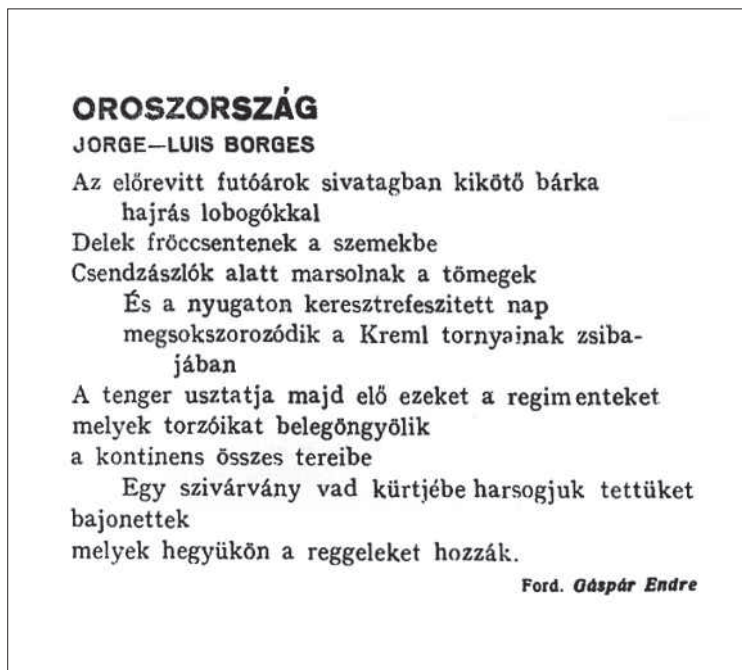 OROSZORSZÁG
JORGE—LUIS BORGES
Az előrevitt futóárok sivatagban kikötő bárka
hajrás lobogókkal
Delek fröccsentenek a szemekbe
Csendzászlók alatt marsolnak a tömegek
És a nyugaton keresztrefeszitett nap
megsokszorozódik a Kreml tornyainak zsiba-
jában
A tenger usztatja majd elő ezeket a regimenteket
melyek torzóikat belegöngyölik
a kontinens összes tereibe
Egy szivárvány vad kürtjébe harsogjuk tettüket
bajonettek
melyek hegyükön a reggeleket hozzák.
Ford. Gáspár Endre